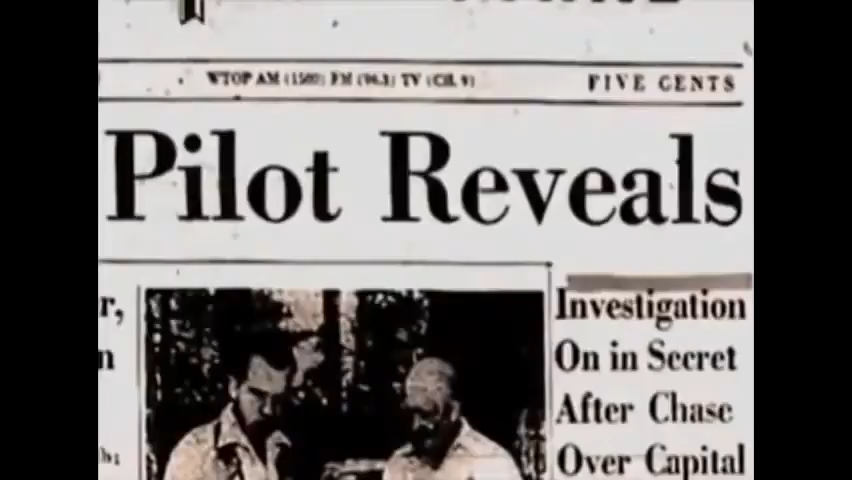 WTOP AM (1500) FM (96.3) TV (CH. 9)
FIVE CENTS
Pilot Reveals
r,
n
Investigation
On in Secret
After Chase
Over Capital